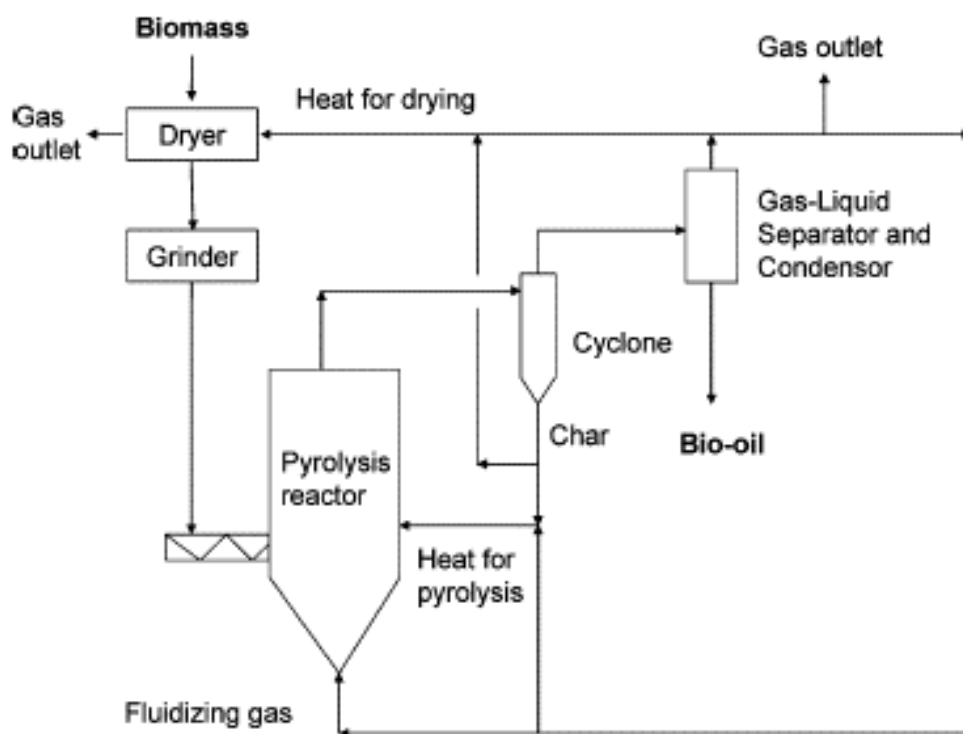 Biomass
Gas outlet
Heat for drying
Gas
outlet
Dryer
Gas-Liquid
Separator and
Condensor
Grinder
Cyclone
Char
Bio-oil
Pyrolysis
reactor
Heat for
pyrolysis
Fluidizing gas